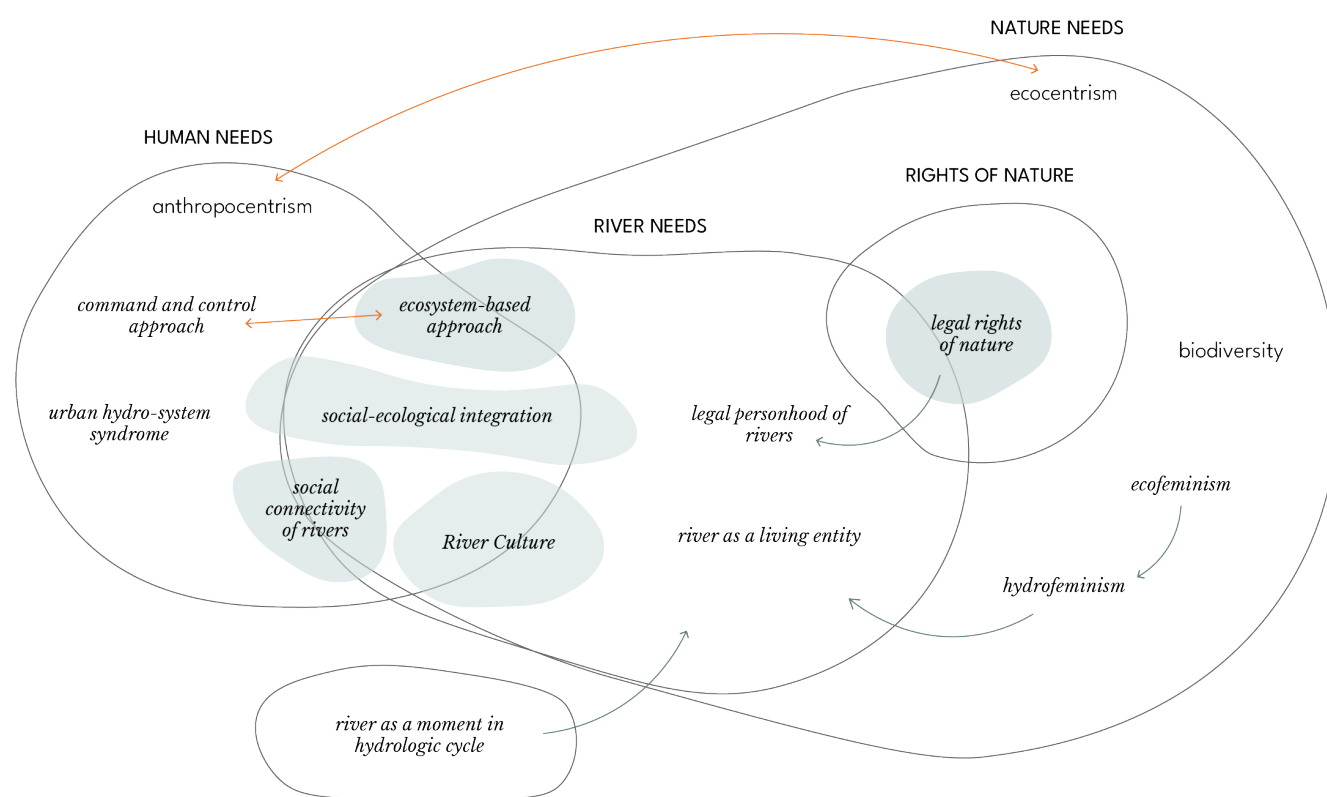 NATURE NEEDS
ecocentrism
HUMAN NEEDS
anthropocentrism
RIGHTS OF NATURE
RIVER NEEDS
command and control
approach
ecosystem-based
approach
legal rights
of nature
biodiversity
urban hydro-system
syndrome
social-ecological integration
legal personhood of
rivers
social
connectivity
of rivers
River Culture
river as a living entity
ecofeminism
hydrofeminism
river as a moment in
hydrologic cycle